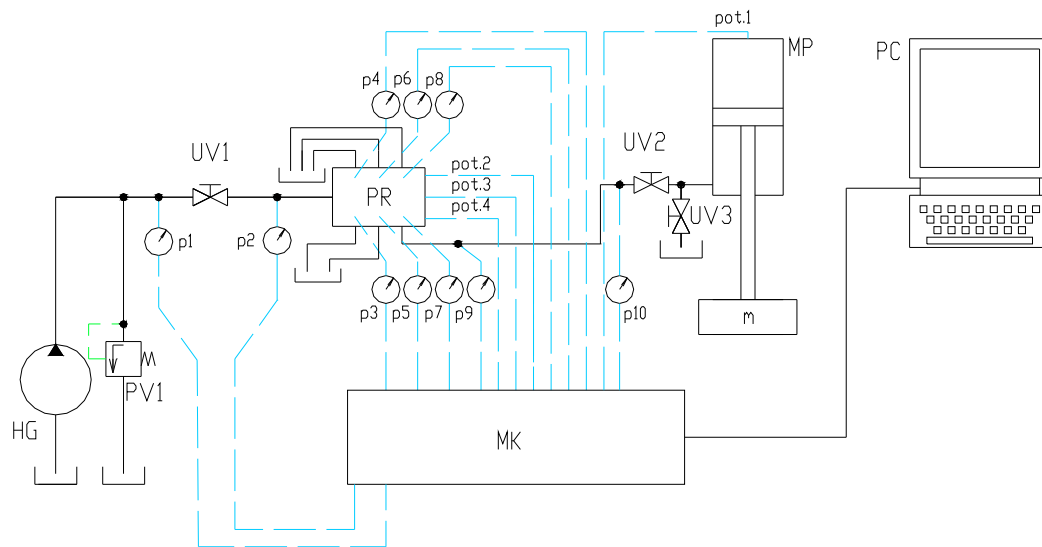 pot.1
MP
PC
p4 p6 p8
UV1
UV2
pot.2
PR
pot.3
pot.4
UV3
p1
p2
p3 p5 p7 p9
p10
m
PV1
HG
MK